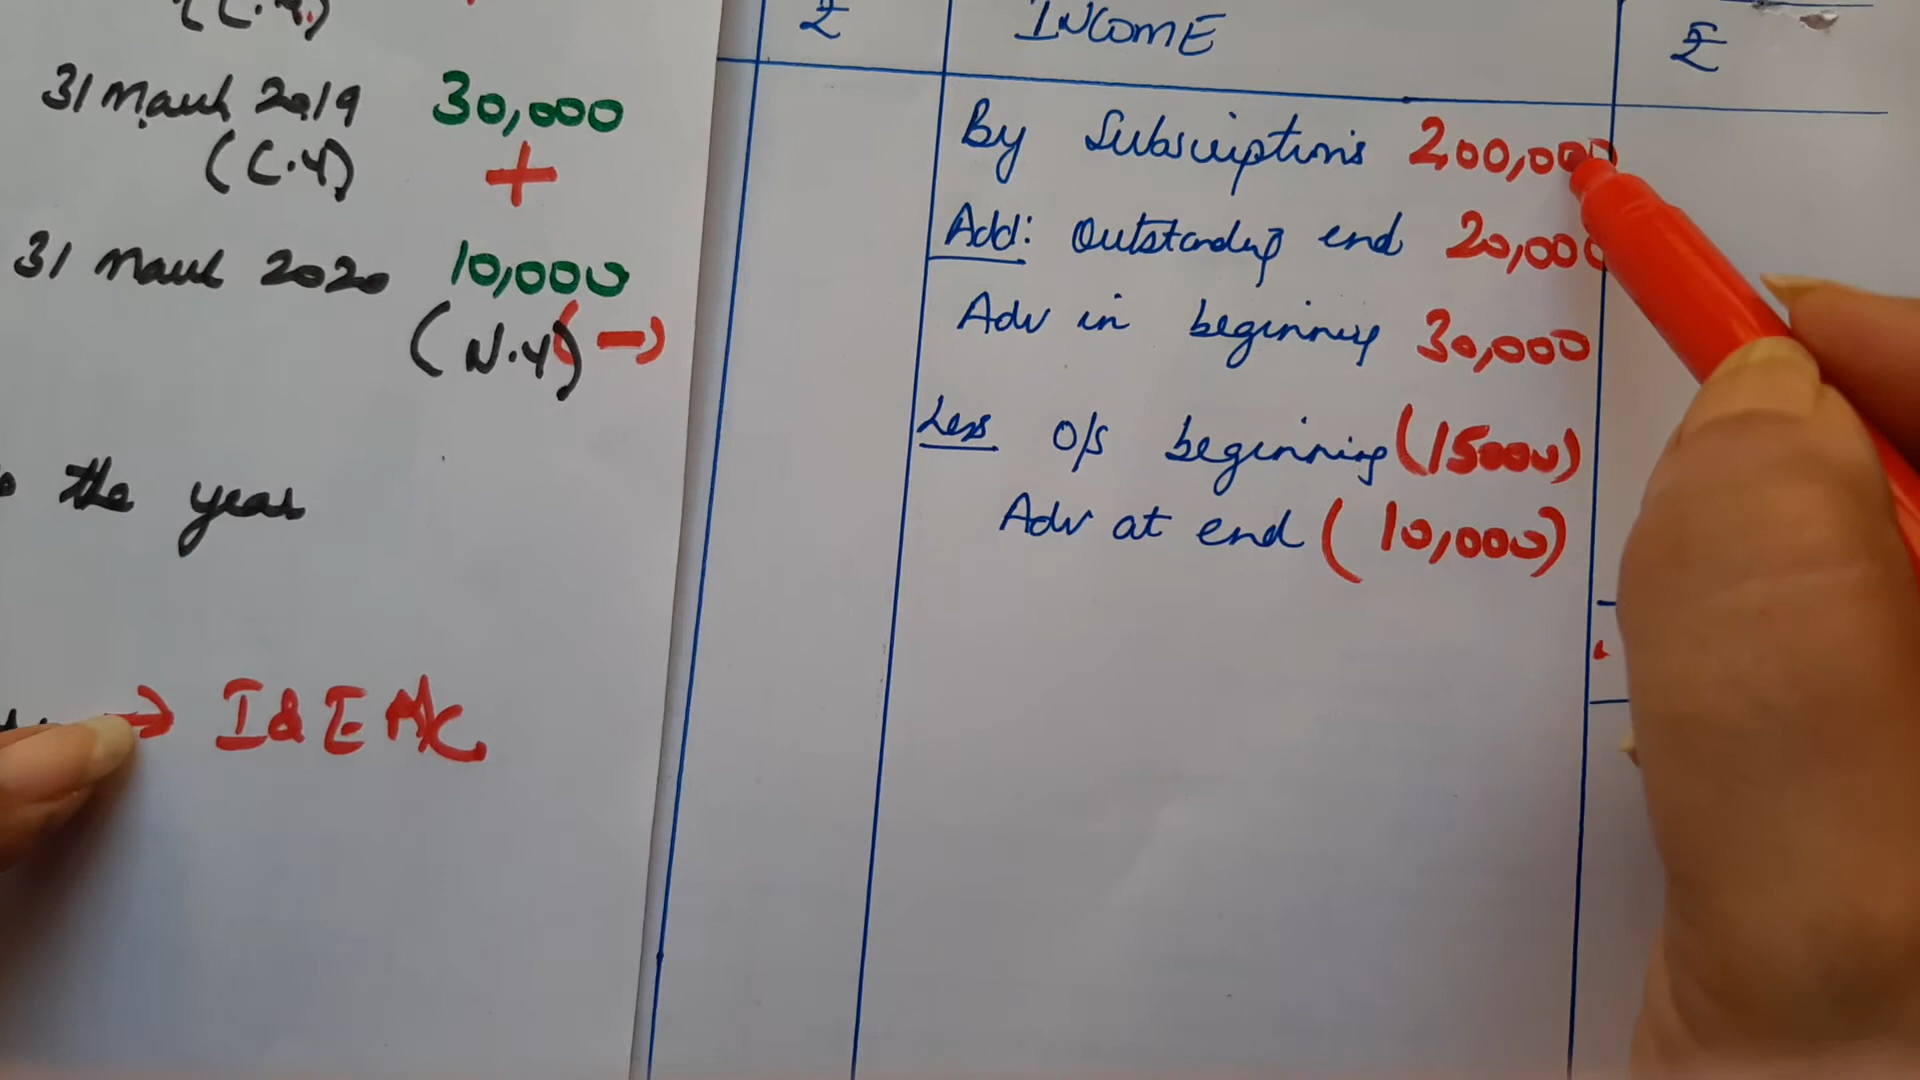 31 March 2019 30,000
(C.Y) +
31 March 2020 10,000
(N.Y) (-)
the year
→ I & E A/c
₹ INCOME ₹
By Subscriptions 200,000
Add: Outstanding end 20,000
Adv in beginning 30,000
Less O/s beginning (15000)
Adv at end (10,000)